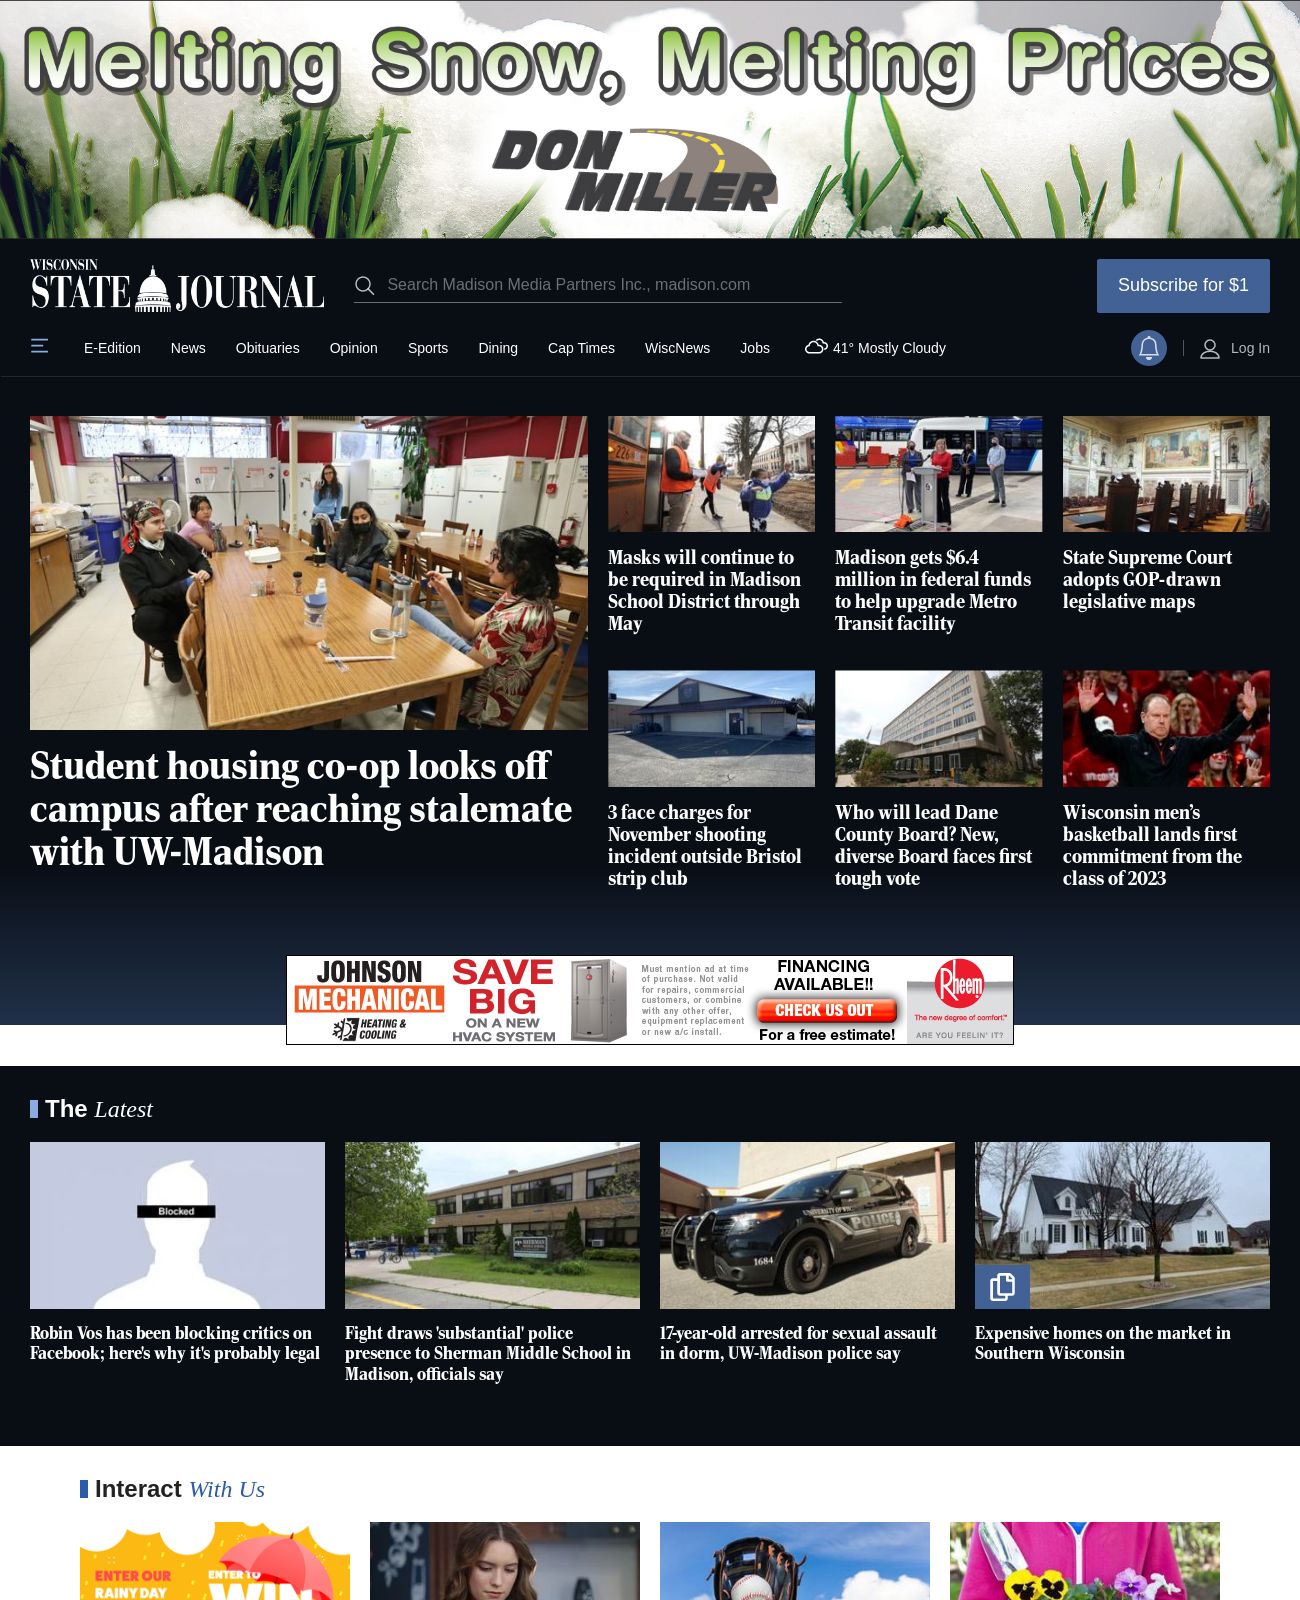 Melting Snow, Melting Prices
DON
MILLER
WISCONSIN
STATE JOURNAL
Search Madison Media Partners Inc., madison.com
Subscribe for $1
E-Edition News Obituaries Opinion Sports Dining Cap Times WiscNews Jobs 41° Mostly Cloudy Log In
226
Masks will continue to
be required in Madison
School District through
May
Madison gets $6.4
million in federal funds
to help upgrade Metro
Transit facility
State Supreme Court
adopts GOP-drawn
legislative maps
Student housing co-op looks off
campus after reaching stalemate
with UW-Madison
3 face charges for
November shooting
incident outside Bristol
strip club
Who will lead Dane
County Board? New,
diverse Board faces first
tough vote
Wisconsin men’s
basketball lands first
commitment from the
class of 2023
JOHNSON
MECHANICAL
HEATING &
COOLING
SAVE
BIG
ON A NEW
HVAC SYSTEM
Must mention ad at time
of purchase. Not valid
for repairs, commercial
customers, or combine
with any other offer,
equipment replacement
or new a/c install.
FINANCING
AVAILABLE!!
CHECK US OUT
For a free estimate!
Rheem
The new degree of comfort.™
ARE YOU FEELIN' IT?
The Latest
Blocked
SHERMAN
UNIVERSITY OF WISC
POLICE
1684
Robin Vos has been blocking critics on
Facebook; here's why it's probably legal
Fight draws 'substantial' police
presence to Sherman Middle School in
Madison, officials say
17-year-old arrested for sexual assault
in dorm, UW-Madison police say
Expensive homes on the market in
Southern Wisconsin
Interact With Us
ENTER OUR
RAINY DAY
ENTER TO
WIN